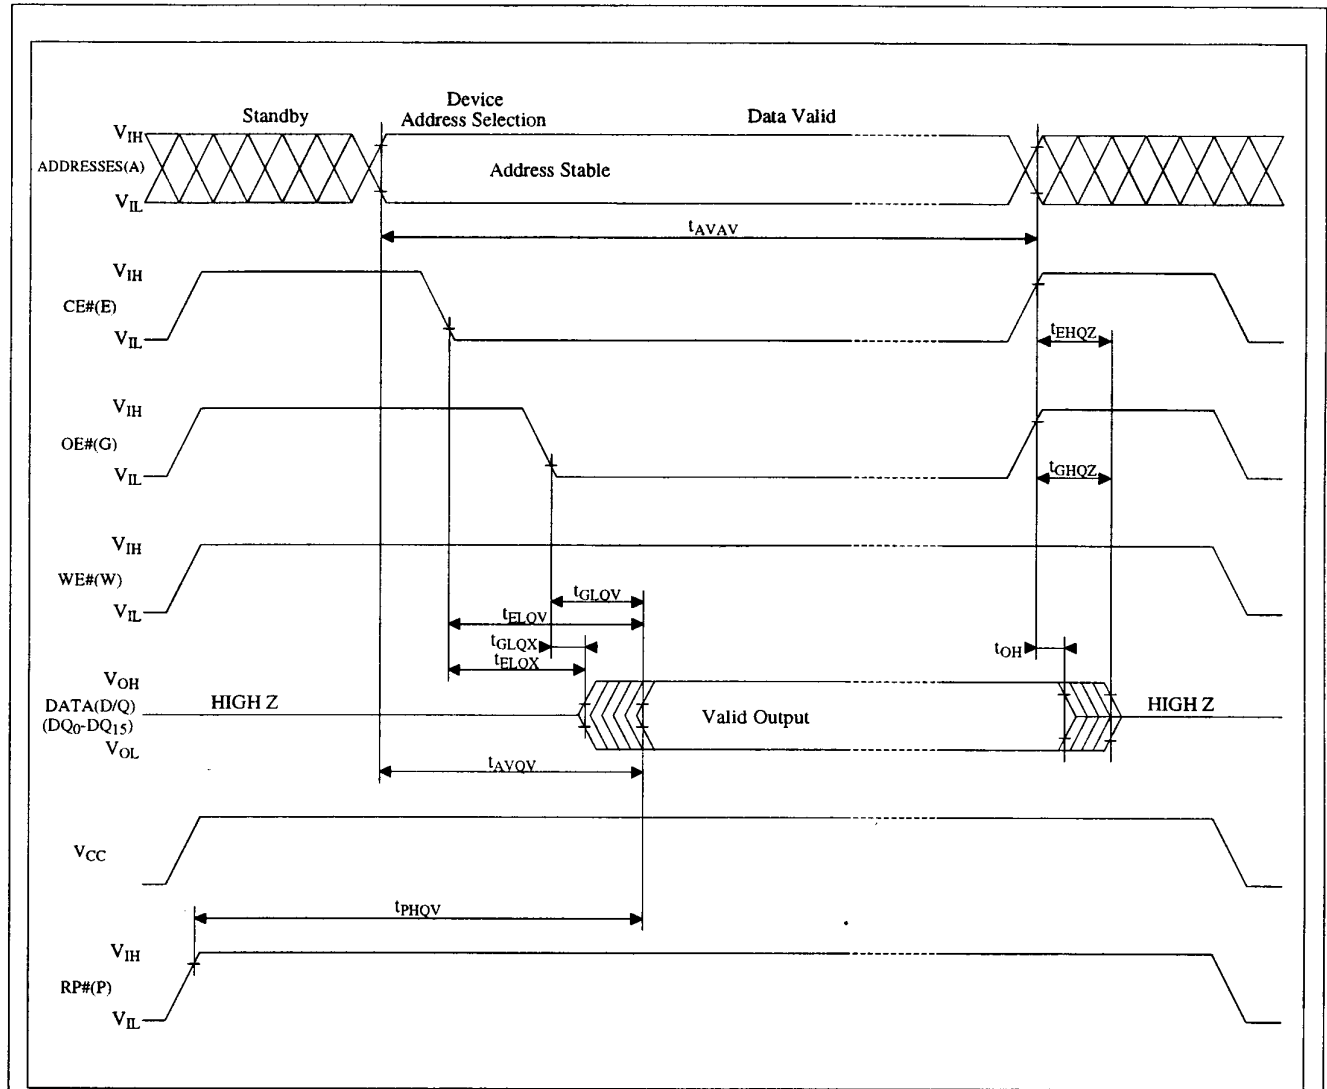 Standby
Device
Address Selection
Data Valid
VIH
ADDRESSES(A)
Address Stable
VIL
tAVAV
VIH
CE#(E)
VIL
tEHQZ
VIH
OE#(G)
VIL
tGHQZ
VIH
WE#(W)
VIL
tGLQV
tELQV
tGLQX
tELQX
tOH
VOH
DATA(D/Q)
(DQ0-DQ15)
VOL
HIGH Z
Valid Output
HIGH Z
tAVQV
VCC
tPHQV
VIH
RP#(P)
VIL